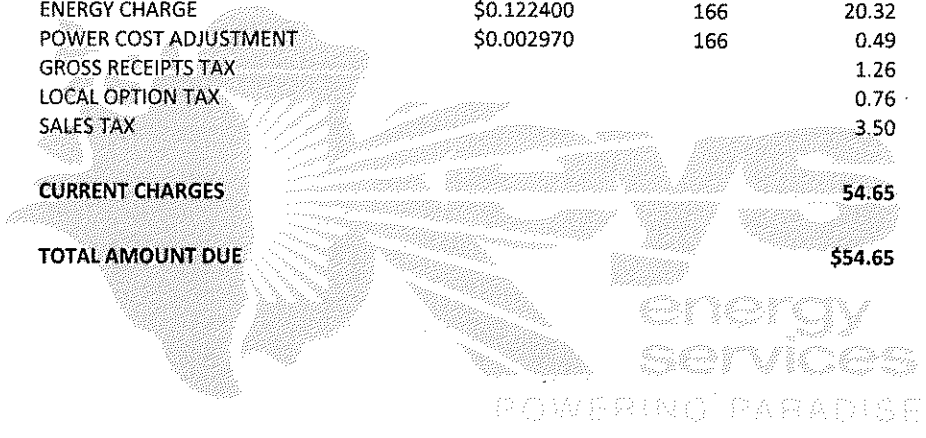 ENERGY CHARGE $0.122400 166 20.32
POWER COST ADJUSTMENT $0.002970 166 0.49
GROSS RECEIPTS TAX 1.26
LOCAL OPTION TAX 0.76
SALES TAX 3.50
CURRENT CHARGES 54.65
TOTAL AMOUNT DUE $54.65
eys
energy
services
POWERING PARADISE